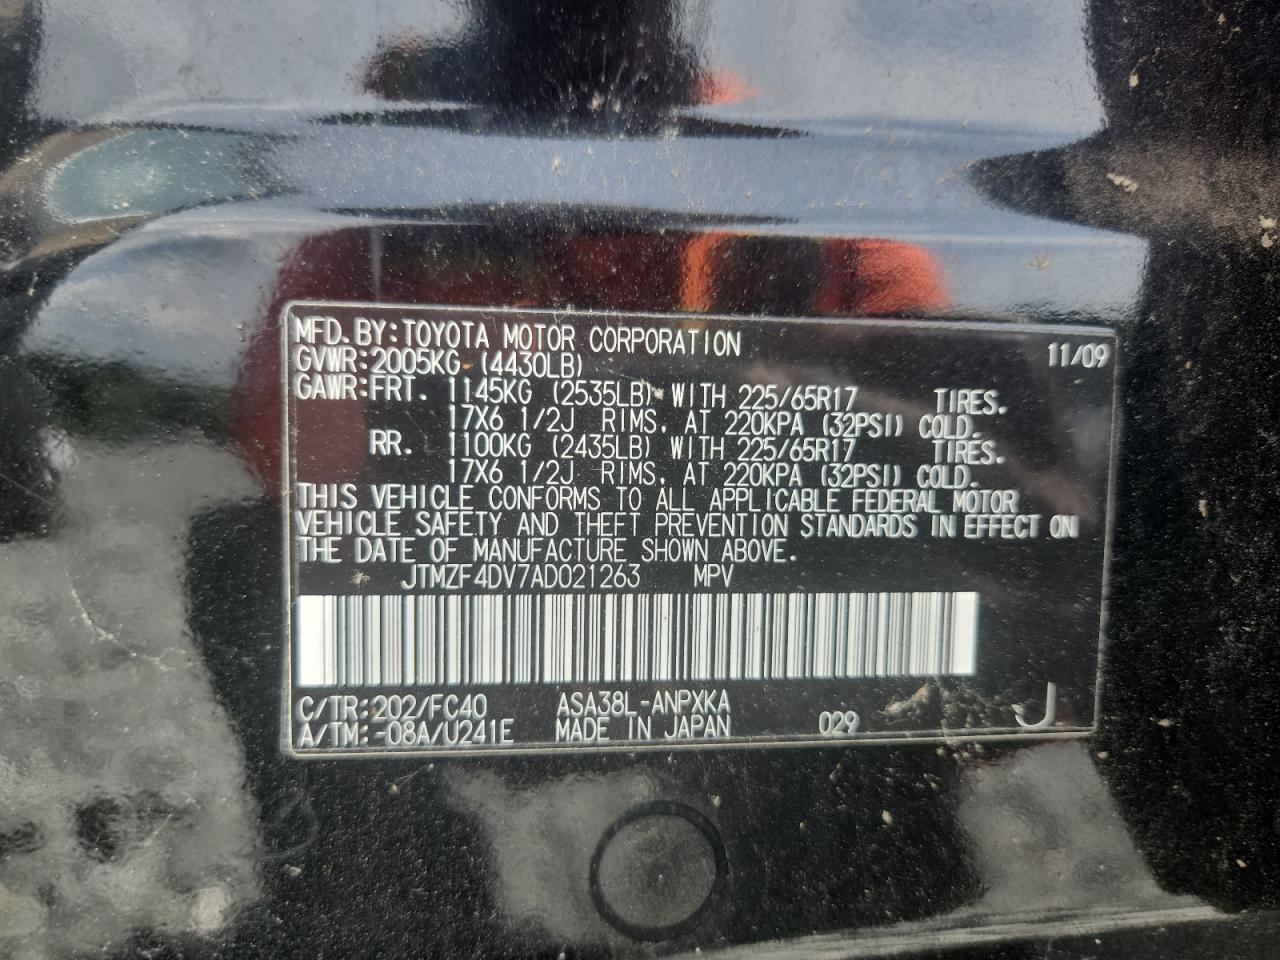 MFD.BY:TOYOTA MOTOR CORPORATION 11/09
GVWR:2005KG (4430LB)
GAWR:FRT. 1145KG (2535LB) WITH 225/65R17 TIRES.
17X6 1/2J RIMS, AT 220KPA (32PSI) COLD.
RR. 1100KG (2435LB) WITH 225/65R17 TIRES.
17X6 1/2J RIMS, AT 220KPA (32PSI) COLD.
THIS VEHICLE CONFORMS TO ALL APPLICABLE FEDERAL MOTOR
VEHICLE SAFETY AND THEFT PREVENTION STANDARDS IN EFFECT ON
THE DATE OF MANUFACTURE SHOWN ABOVE.
JTMZF4DV7AD021263 MPV
C/TR:202/FC40 ASA38L-ANPXKA
A/TM:-08A/U241E MADE IN JAPAN 029 J